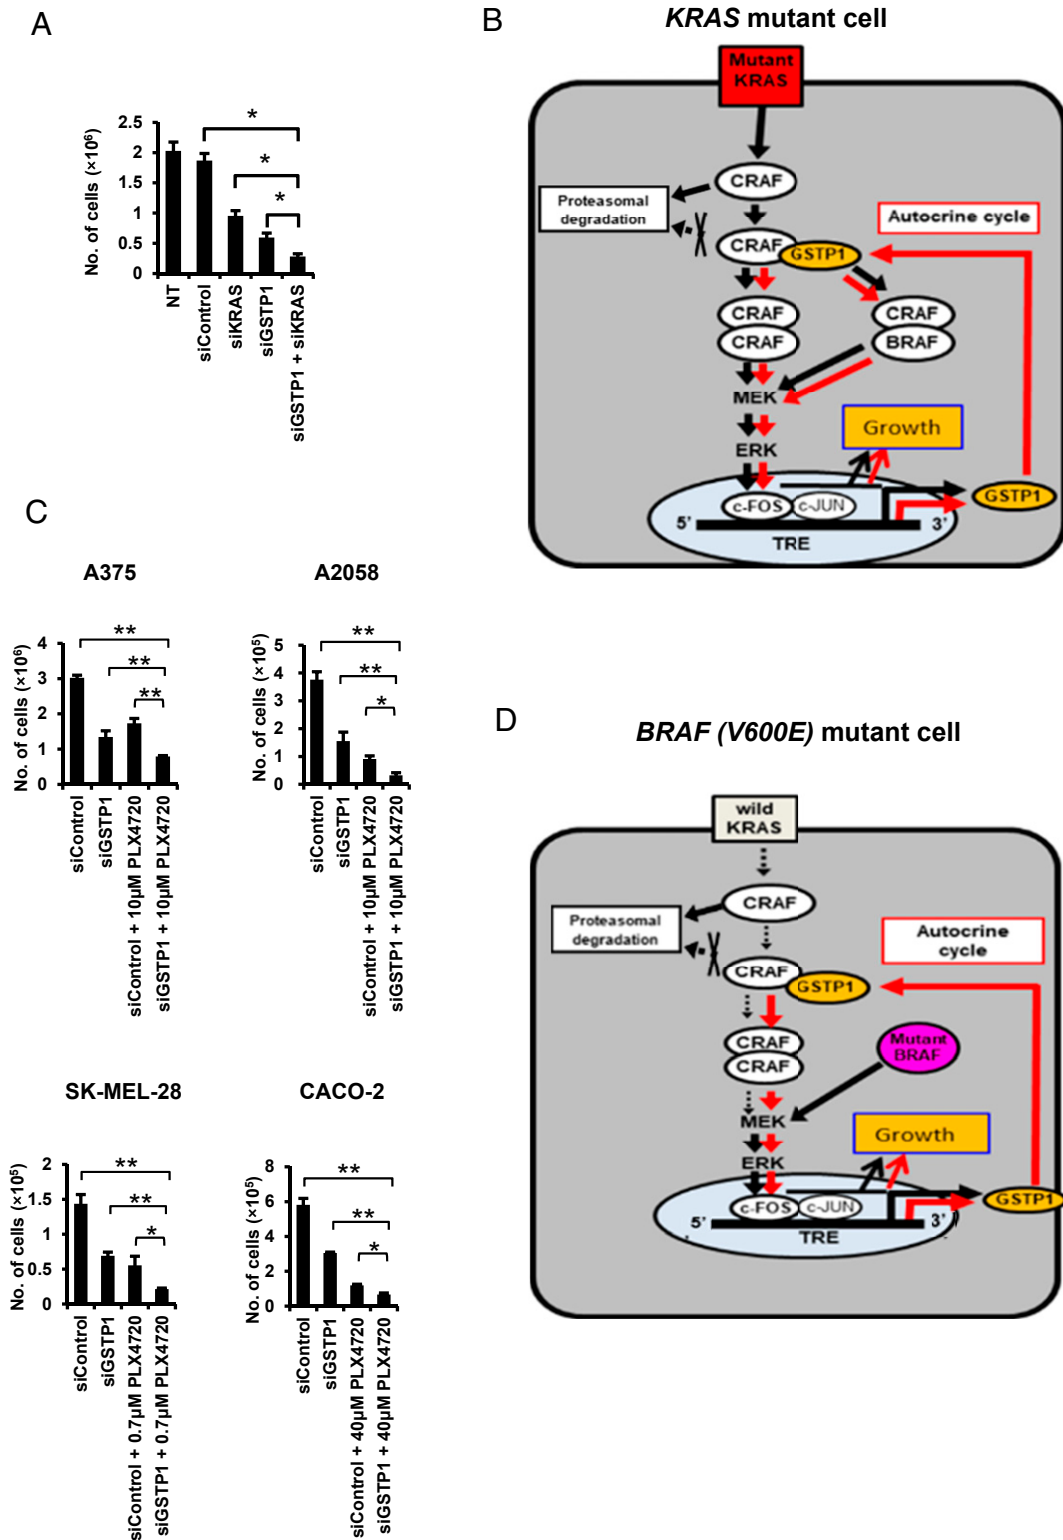 A
No. of cells (×10⁶)
2.5
2
1.5
1
0.5
0
NT
siControl
siKRAS
siGSTP1
siGSTP1 + siKRAS
*
*
*
B
KRAS mutant cell
Mutant
KRAS
CRAF
Proteasomal
degradation
Autocrine cycle
CRAF
GSTP1
CRAF
CRAF
CRAF
BRAF
MEK
Growth
ERK
c-FOS
c-JUN
GSTP1
5’
3’
TRE
C
A375
No. of cells (×10⁶)
4
3
2
1
0
**
**
**
siControl
siGSTP1
siControl + 10µM PLX4720
siGSTP1 + 10µM PLX4720
A2058
No. of cells (×10⁵)
5
4
3
2
1
0
**
**
*
siControl
siGSTP1
siControl + 10µM PLX4720
siGSTP1 + 10µM PLX4720
SK-MEL-28
No. of cells (×10⁵)
2
1.5
1
0.5
0
**
**
*
siControl
siGSTP1
siControl + 0.7µM PLX4720
siGSTP1 + 0.7µM PLX4720
CACO-2
No. of cells (×10⁵)
8
6
4
2
0
**
**
*
siControl
siGSTP1
siControl + 40µM PLX4720
siGSTP1 + 40µM PLX4720
D
BRAF (V600E) mutant cell
wild
KRAS
CRAF
Proteasomal
degradation
Autocrine
cycle
CRAF
GSTP1
CRAF
CRAF
Mutant
BRAF
MEK
Growth
ERK
c-FOS
c-JUN
GSTP1
5’
3’
TRE